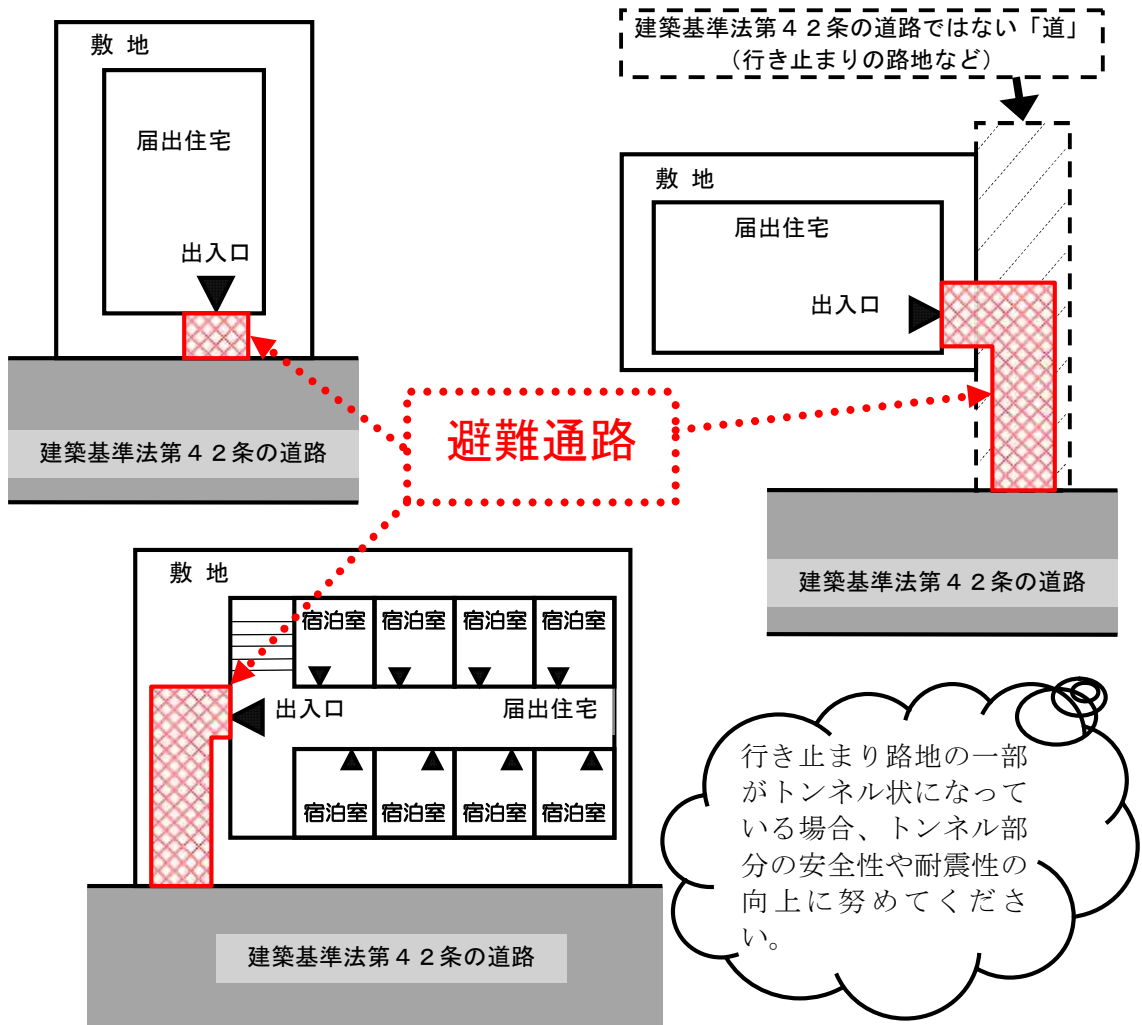 敷 地
届出住宅
出入口
建築基準法第４２条の道路
建築基準法第４２条の道路ではない「道」
（行き止まりの路地など）
敷 地
届出住宅
出入口
建築基準法第４２条の道路
避難通路
敷 地
宿泊室 宿泊室 宿泊室 宿泊室
出入口 届出住宅
宿泊室 宿泊室 宿泊室 宿泊室
建築基準法第４２条の道路
行き止まり路地の一部
がトンネル状になって
いる場合、トンネル部
分の安全性や耐震性の
向上に努めてくださ
い。